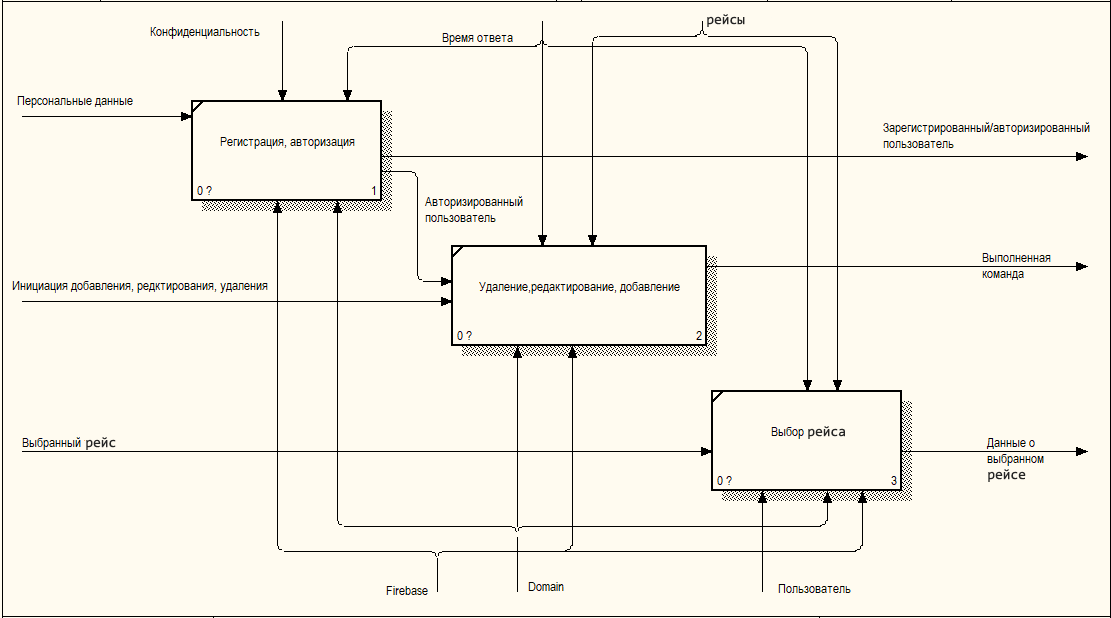 рейсы
Конфиденциальность
Время ответа
Персональные данные
Регистрация, авторизация
0 ?
1
Зарегистрированный/авторизированный
пользователь
Авторизированный
пользователь
Выполненная
команда
Инициация добавления, редктирования, удаления
Удаление,редактирование, добавление
0 ?
2
Выбранный рейс
Выбор рейса
0 ?
3
Данные о
выбранном
рейсе
Firebase
Domain
Пользователь